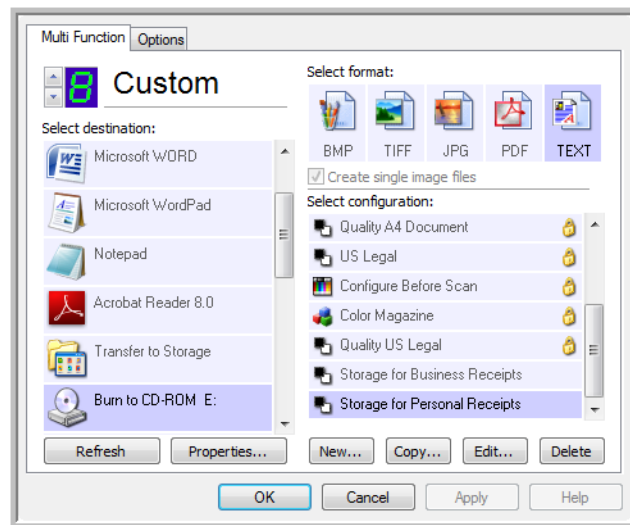 Multi Function
Options
8
Custom
Select destination:
Microsoft WORD
Microsoft WordPad
Notepad
Acrobat Reader 8.0
Transfer to Storage
Burn to CD-ROM E:
Refresh
Properties...
Select format:
BMP
TIFF
JPG
PDF
TEXT
Create single image files
Select configuration:
Quality A4 Document
US Legal
Configure Before Scan
Color Magazine
Quality US Legal
Storage for Business Receipts
Storage for Personal Receipts
New...
Copy...
Edit...
Delete
OK
Cancel
Apply
Help